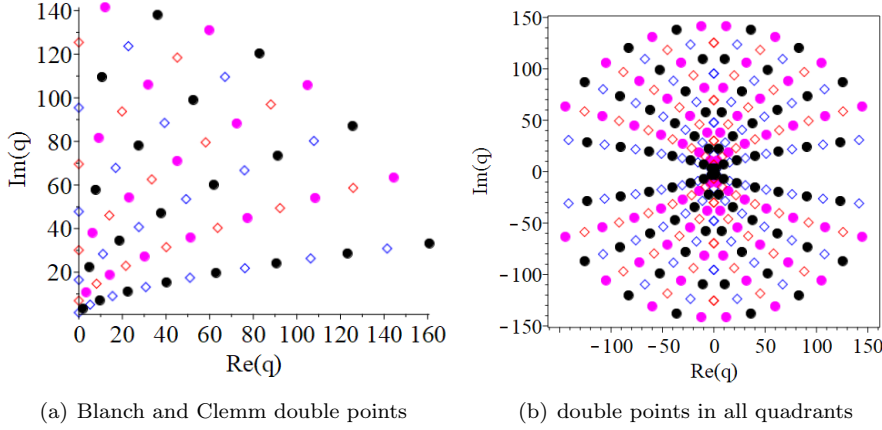 140
120
100
80
60
40
20
Im(q)
0 20 40 60 80 100 120 140 160
Re(q)
(a) Blanch and Clemm double points
150
100
50
0
−50
−100
−150
Im(q)
−100 −50 0 50 100 150
Re(q)
(b) double points in all quadrants